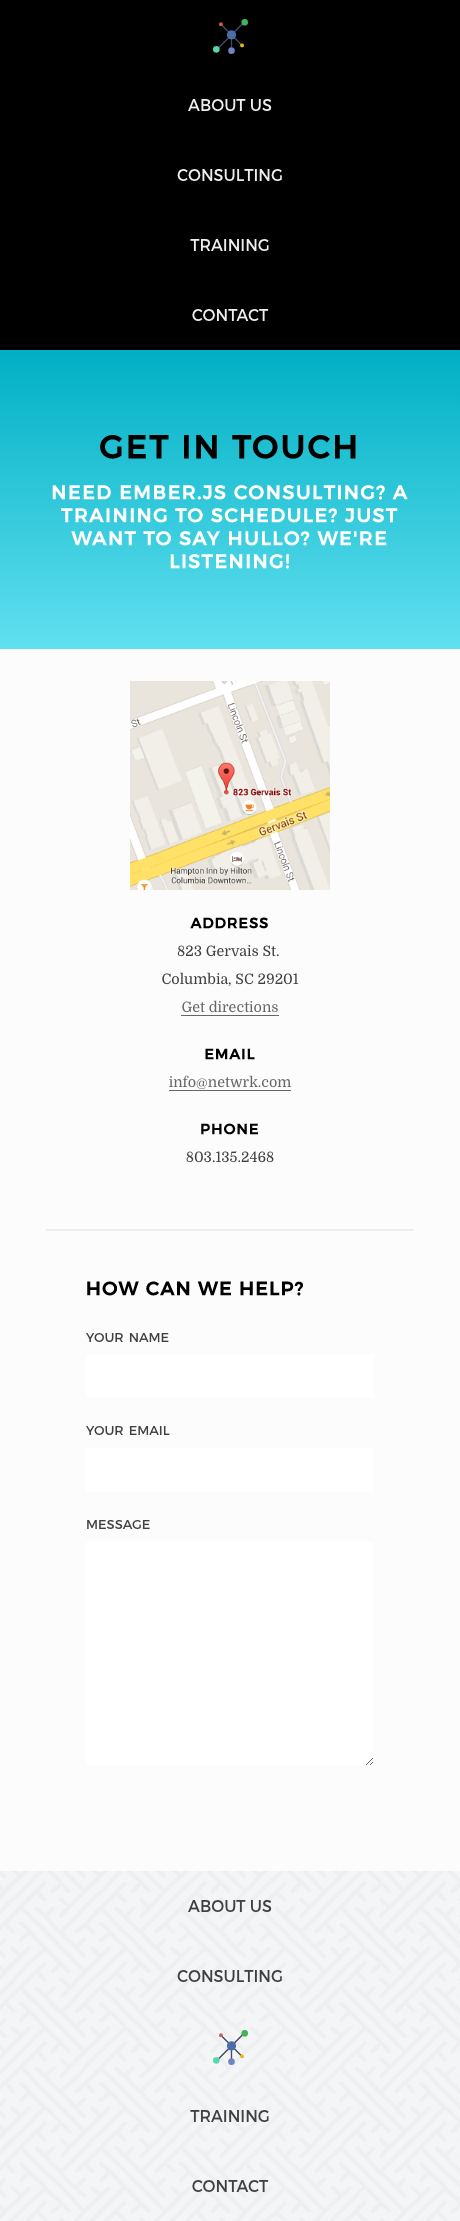 ABOUT US
CONSULTING
TRAINING
CONTACT
GET IN TOUCH
NEED EMBER.JS CONSULTING? A
TRAINING TO SCHEDULE? JUST
WANT TO SAY HULLO? WE'RE
LISTENING!
St
Lincoln St
823 Gervais St
Gervais St
Lincoln St
Hampton Inn by Hilton
Columbia Downtown...
ADDRESS
823 Gervais St.
Columbia, SC 29201
Get directions
EMAIL
info@netwrk.com
PHONE
803.135.2468
HOW CAN WE HELP?
YOUR NAME
YOUR EMAIL
MESSAGE
ABOUT US
CONSULTING
TRAINING
CONTACT